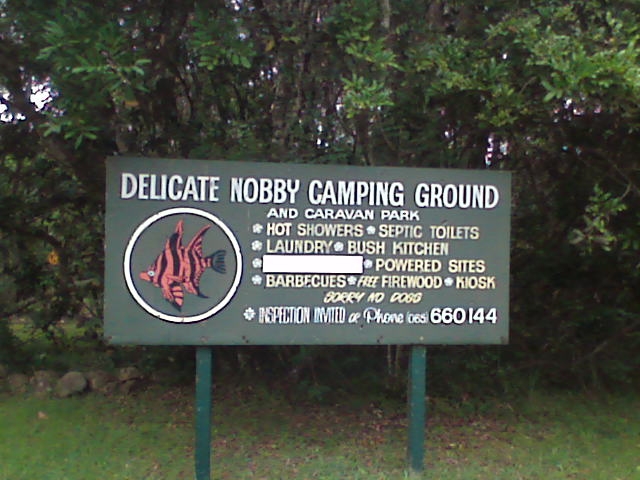 DELICATE NOBBY CAMPING GROUND
AND CARAVAN PARK
HOT SHOWERS SEPTIC TOILETS
LAUNDRY BUSH KITCHEN
POWERED SITES
BARBECUES FREE FIREWOOD KIOSK
SORRY NO DOGS
INSPECTION INVITED or Phone (065) 660144